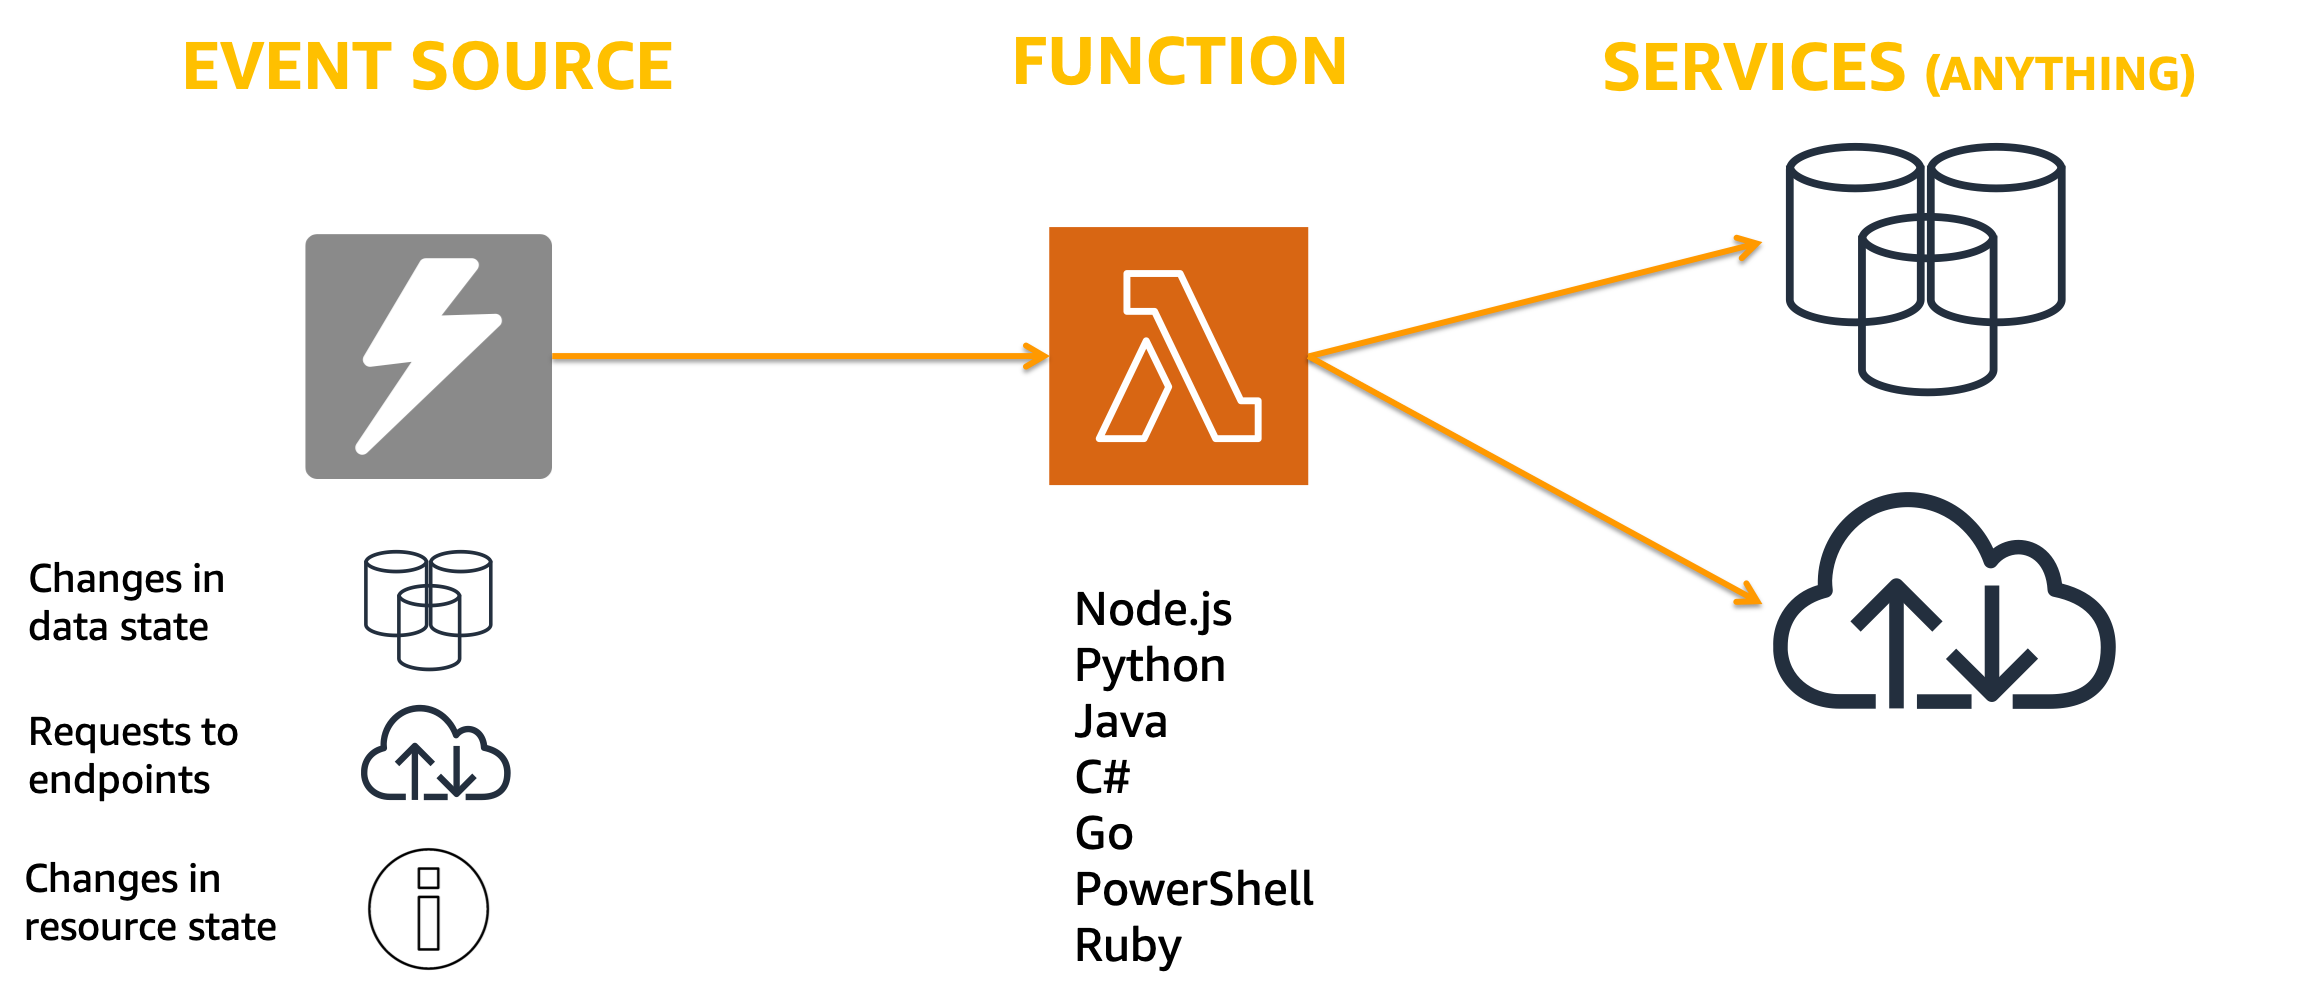 EVENT SOURCE
FUNCTION
SERVICES (ANYTHING)
Changes in
data state
Requests to
endpoints
Changes in
resource state
Node.js
Python
Java
C#
Go
PowerShell
Ruby